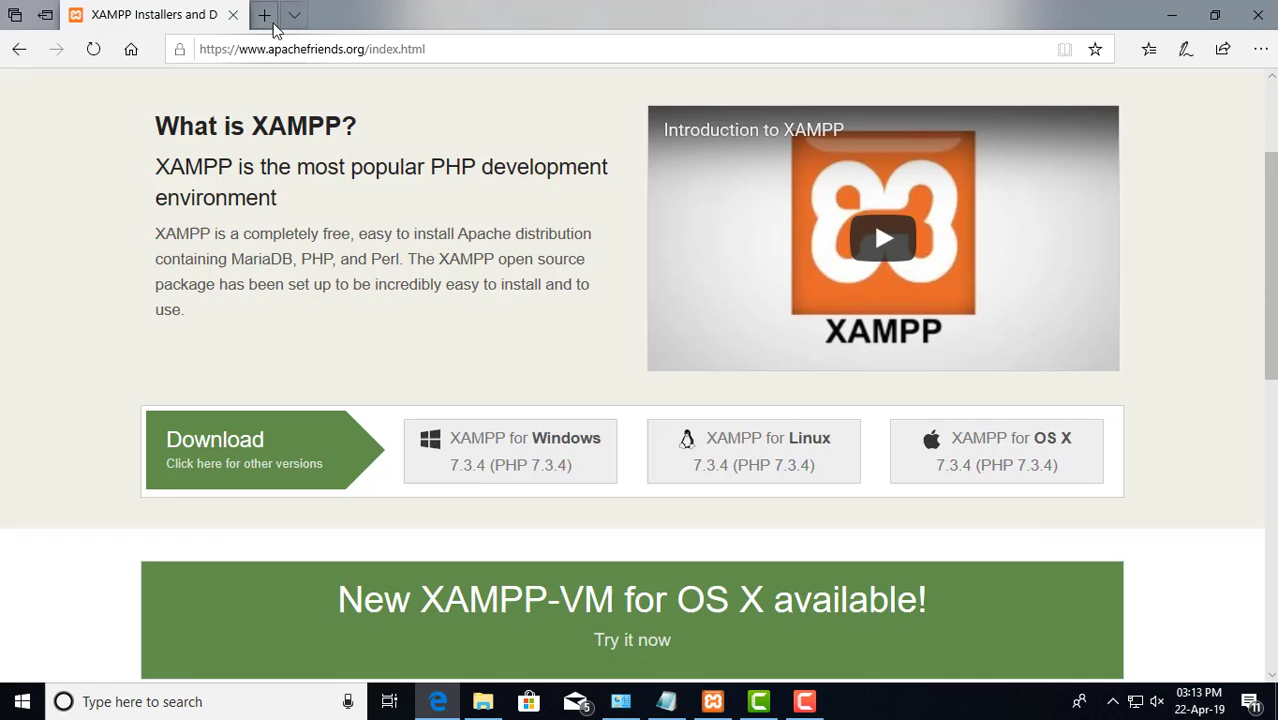 XAMPP Installers and D
https://www.apachefriends.org/index.html
What is XAMPP?
XAMPP is the most popular PHP development
environment
XAMPP is a completely free, easy to install Apache distribution
containing MariaDB, PHP, and Perl. The XAMPP open source
package has been set up to be incredibly easy to install and to
use.
Introduction to XAMPP
XAMPP
Download
Click here for other versions
XAMPP for Windows
7.3.4 (PHP 7.3.4)
XAMPP for Linux
7.3.4 (PHP 7.3.4)
XAMPP for OS X
7.3.4 (PHP 7.3.4)
New XAMPP-VM for OS X available!
Try it now
Type here to search
5
03:13 PM
22-Apr-19
11